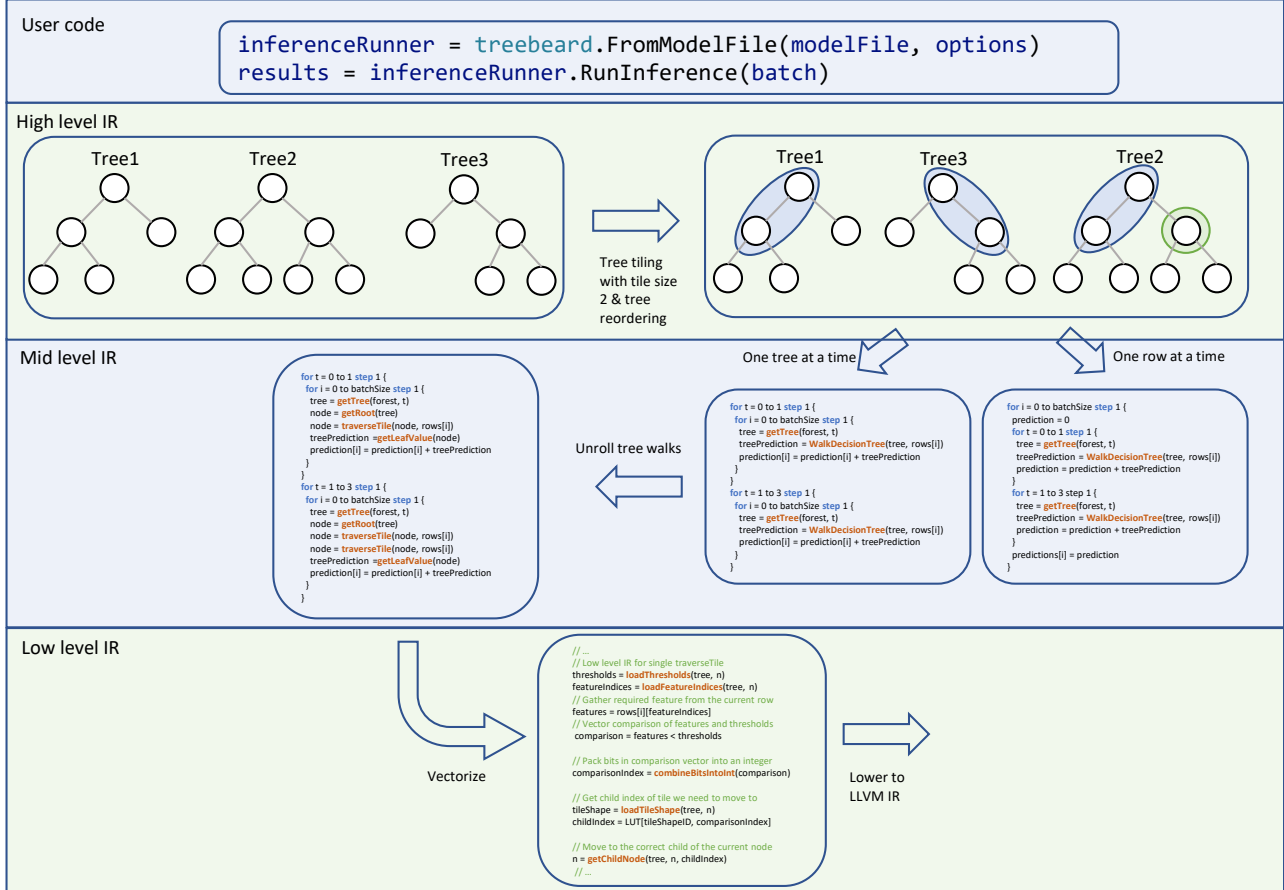 User code
inferenceRunner = treebeard.FromModelFile(modelFile, options)
results = inferenceRunner.RunInference(batch)
High level IR
Tree1
Tree2
Tree3
Tree tiling
with tile size
2 & tree
reordering
Tree1
Tree3
Tree2
Mid level IR
One tree at a time
One row at a time
for t = 0 to 1 step 1 {
for i = 0 to batchSize step 1 {
tree = getTree(forest, t)
node = getRoot(tree)
node = traverseTile(node, rows[i])
treePrediction =getLeafValue(node)
prediction[i] = prediction[i] + treePrediction
}
}
for t = 1 to 3 step 1 {
for i = 0 to batchSize step 1 {
tree = getTree(forest, t)
node = getRoot(tree)
node = traverseTile(node, rows[i])
node = traverseTile(node, rows[i])
treePrediction =getLeafValue(node)
prediction[i] = prediction[i] + treePrediction
}
}
Unroll tree walks
for t = 0 to 1 step 1 {
for i = 0 to batchSize step 1 {
tree = getTree(forest, t)
treePrediction = WalkDecisionTree(tree, rows[i])
prediction[i] = prediction[i] + treePrediction
}
}
for t = 1 to 3 step 1 {
for i = 0 to batchSize step 1 {
tree = getTree(forest, t)
treePrediction = WalkDecisionTree(tree, rows[i])
prediction[i] = prediction[i] + treePrediction
}
}
for i = 0 to batchSize step 1 {
prediction = 0
for t = 0 to 1 step 1 {
tree = getTree(forest, t)
treePrediction = WalkDecisionTree(tree, rows[i])
prediction = prediction + treePrediction
}
for t = 1 to 3 step 1 {
tree = getTree(forest, t)
treePrediction = WalkDecisionTree(tree, rows[i])
prediction = prediction + treePrediction
}
predictions[i] = prediction
}
Low level IR
Vectorize
// ...
// Low level IR for single traverseTile
thresholds = loadThresholds(tree, n)
featureIndices = loadFeatureIndices(tree, n)
// Gather required feature from the current row
features = rows[i][featureIndices]
// Vector comparison of features and thresholds
comparison = features < thresholds
// Pack bits in comparison vector into an integer
comparisonIndex = combineBitsIntoInt(comparison)
// Get child index of tile we need to move to
tileShape = loadTileShape(tree, n)
childIndex = LUT[tileShapeID, comparisonIndex]
// Move to the correct child of the current node
n = getChildNode(tree, n, childIndex)
// ...
Lower to
LLVM IR